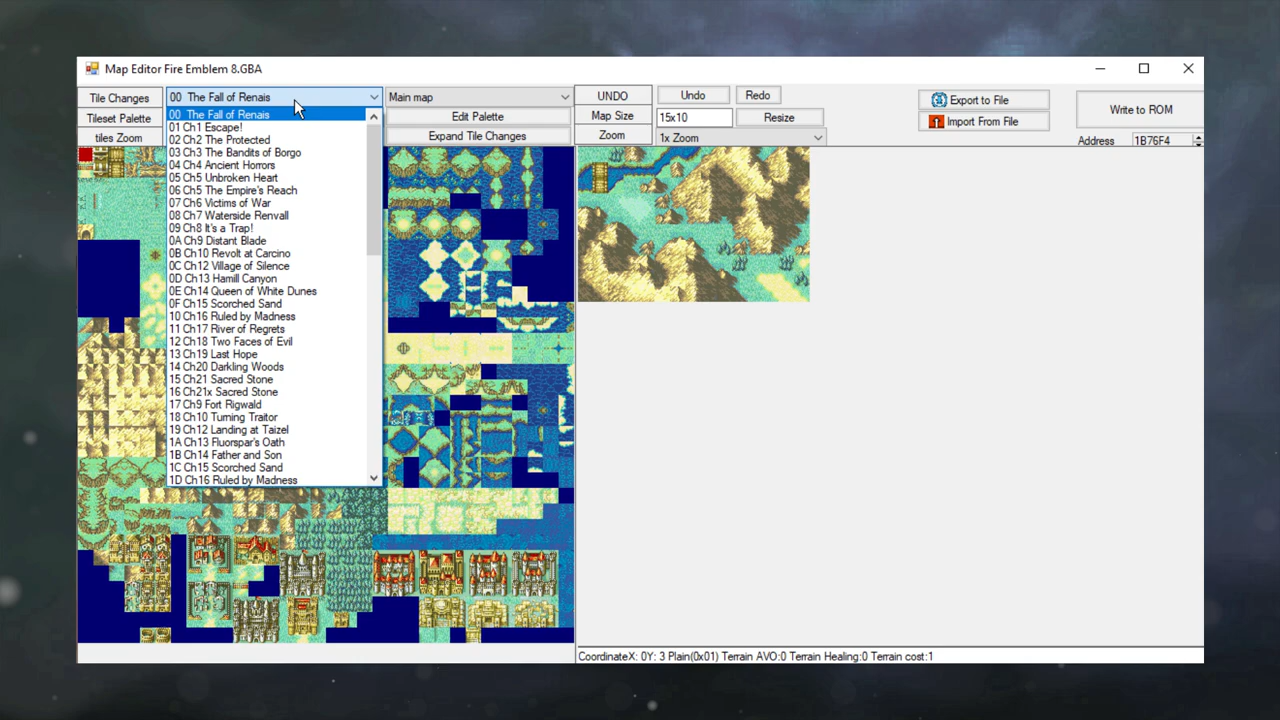 Map Editor Fire Emblem 8.GBA
Tile Changes
00 The Fall of Renais
Main map
UNDO
Undo
Redo
Export to File
Write to ROM
Tileset Palette
Edit Palette
Map Size
15x10
Resize
Import From File
tiles Zoom
Expand Tile Changes
Zoom
1x Zoom
Address
1B76F4
00 The Fall of Renais
01 Ch1 Escape!
02 Ch2 The Protected
03 Ch3 The Bandits of Borgo
04 Ch4 Ancient Horrors
05 Ch5 Unbroken Heart
06 Ch5 The Empire's Reach
07 Ch6 Victims of War
08 Ch7 Waterside Renvall
09 Ch8 It's a Trap!
0A Ch9 Distant Blade
0B Ch10 Revolt at Carcino
0C Ch12 Village of Silence
0D Ch13 Hamill Canyon
0E Ch14 Queen of White Dunes
0F Ch15 Scorched Sand
10 Ch16 Ruled by Madness
11 Ch17 River of Regrets
12 Ch18 Two Faces of Evil
13 Ch19 Last Hope
14 Ch20 Darkling Woods
15 Ch21 Sacred Stone
16 Ch21x Sacred Stone
17 Ch9 Fort Rigwald
18 Ch10 Turning Traitor
19 Ch12 Landing at Taizel
1A Ch13 Fluorspar's Oath
1B Ch14 Father and Son
1C Ch15 Scorched Sand
1D Ch16 Ruled by Madness
CoordinateX: 0Y: 3 Plain(0x01) Terrain AVO:0 Terrain Healing:0 Terrain cost:1